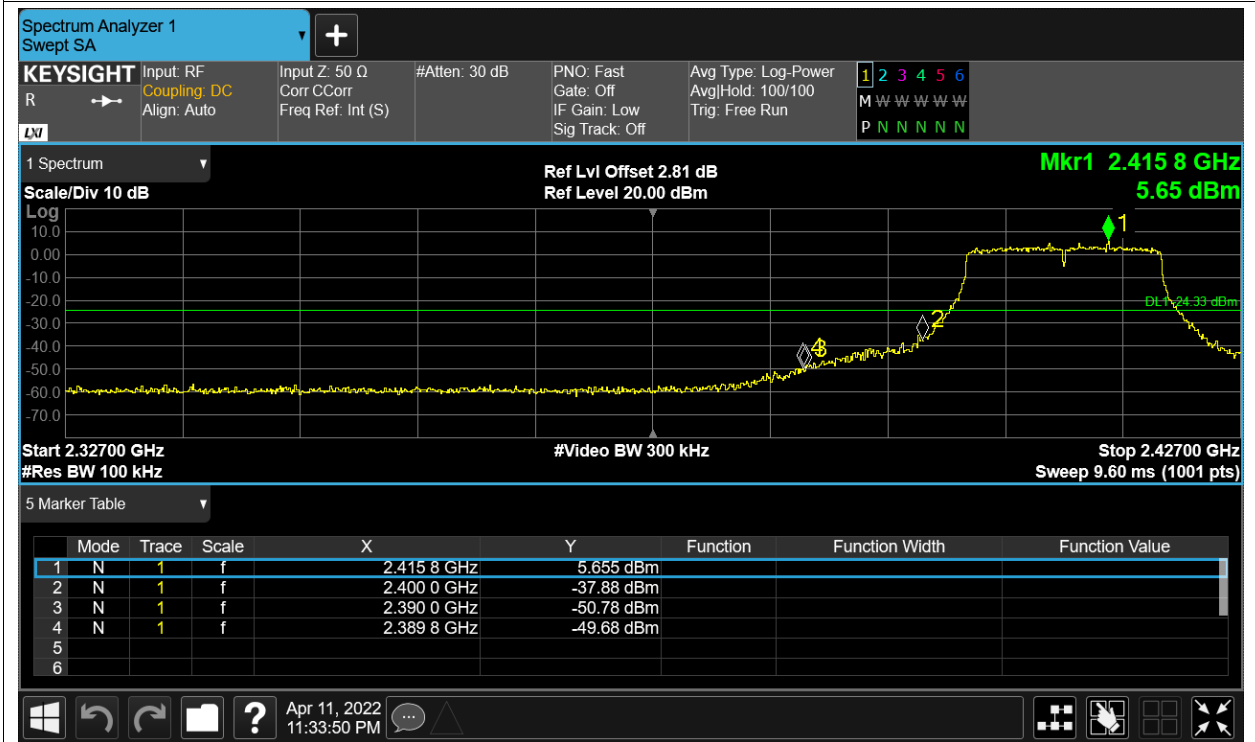 Spectrum Analyzer 1
Swept SA
+
KEYSIGHT Input: RF Input Z: 50 Ω #Atten: 30 dB PNO: Fast Avg Type: Log-Power 1 2 3 4 5 6
R Coupling: DC Corr CCorr Gate: Off Avg|Hold: 100/100 M W W W W W
Align: Auto Freq Ref: Int (S) IF Gain: Low Trig: Free Run
LXI Sig Track: Off P N N N N N
1 Spectrum Ref Lvl Offset 2.81 dB Mkr1 2.415 8 GHz
Scale/Div 10 dB Ref Level 20.00 dBm 5.65 dBm
Log
1
10.0
0.00
-10.0
-20.0
DL1 -24.33 dBm
-30.0
2
-40.0
-50.0
-60.0
-70.0
Start 2.32700 GHz #Video BW 300 kHz Stop 2.42700 GHz
#Res BW 100 kHz Sweep 9.60 ms (1001 pts)
5 Marker Table
Mode Trace Scale X Y Function Function Width Function Value
1 N 1 f 2.415 8 GHz 5.655 dBm
2 N 1 f 2.400 0 GHz -37.88 dBm
3 N 1 f 2.390 0 GHz -50.78 dBm
4 N 1 f 2.389 8 GHz -49.68 dBm
5
6
? Apr 11, 2022
11:33:50 PM